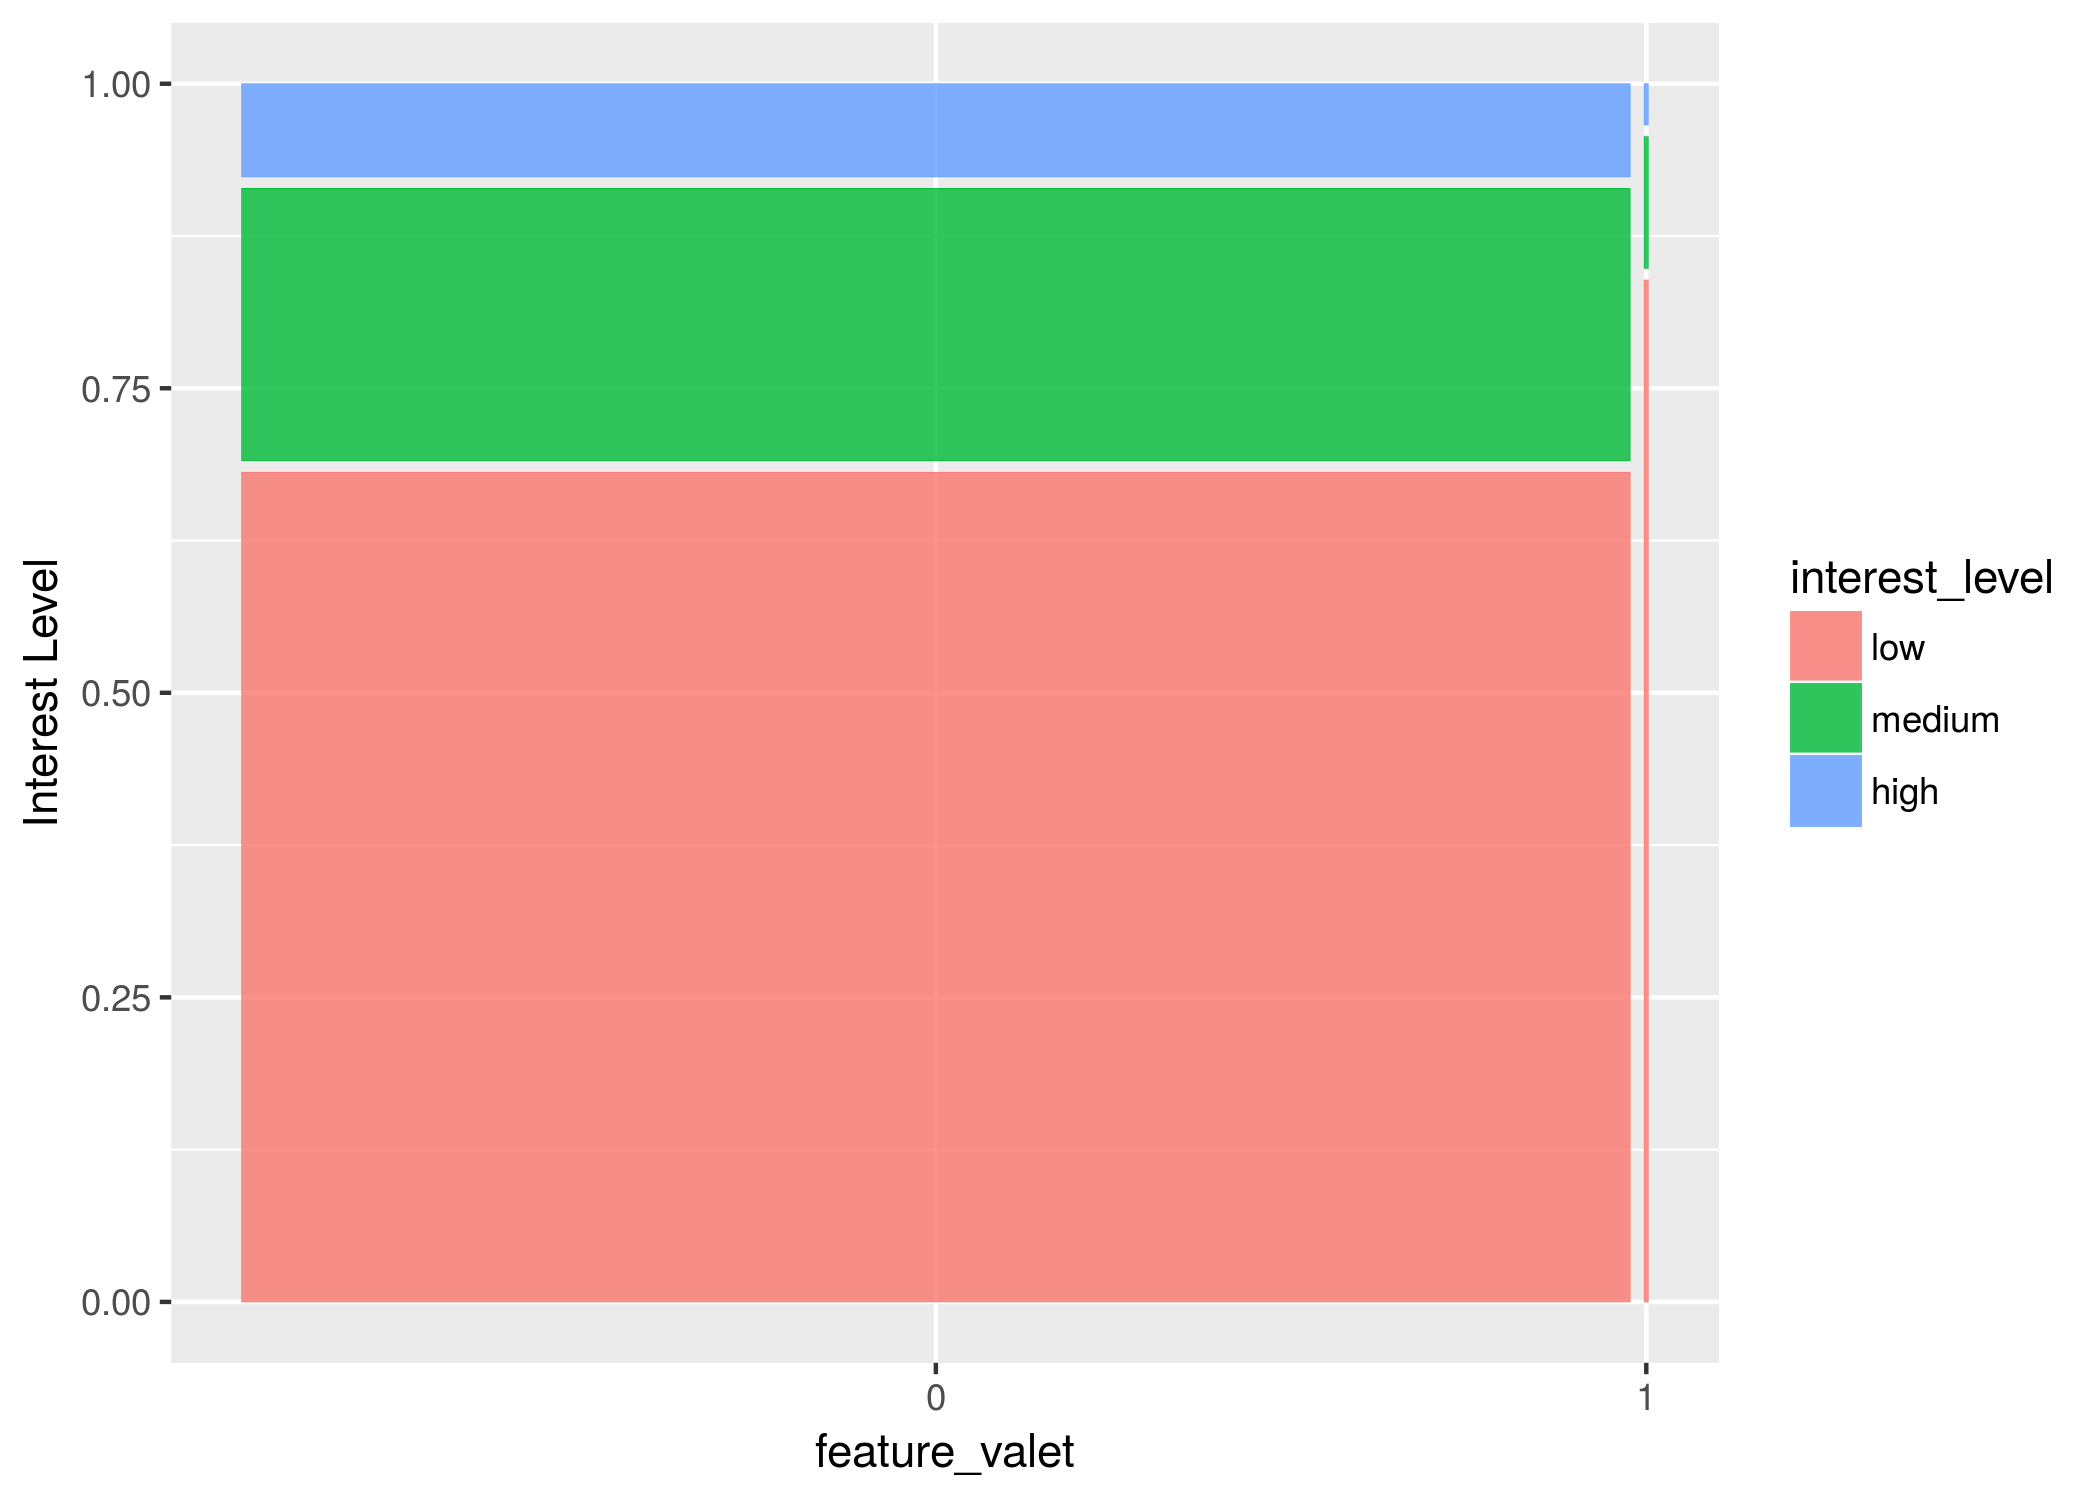 1.00
0.75
0.50
0.25
0.00
Interest Level
0
1
feature_valet
interest_level
low
medium
high